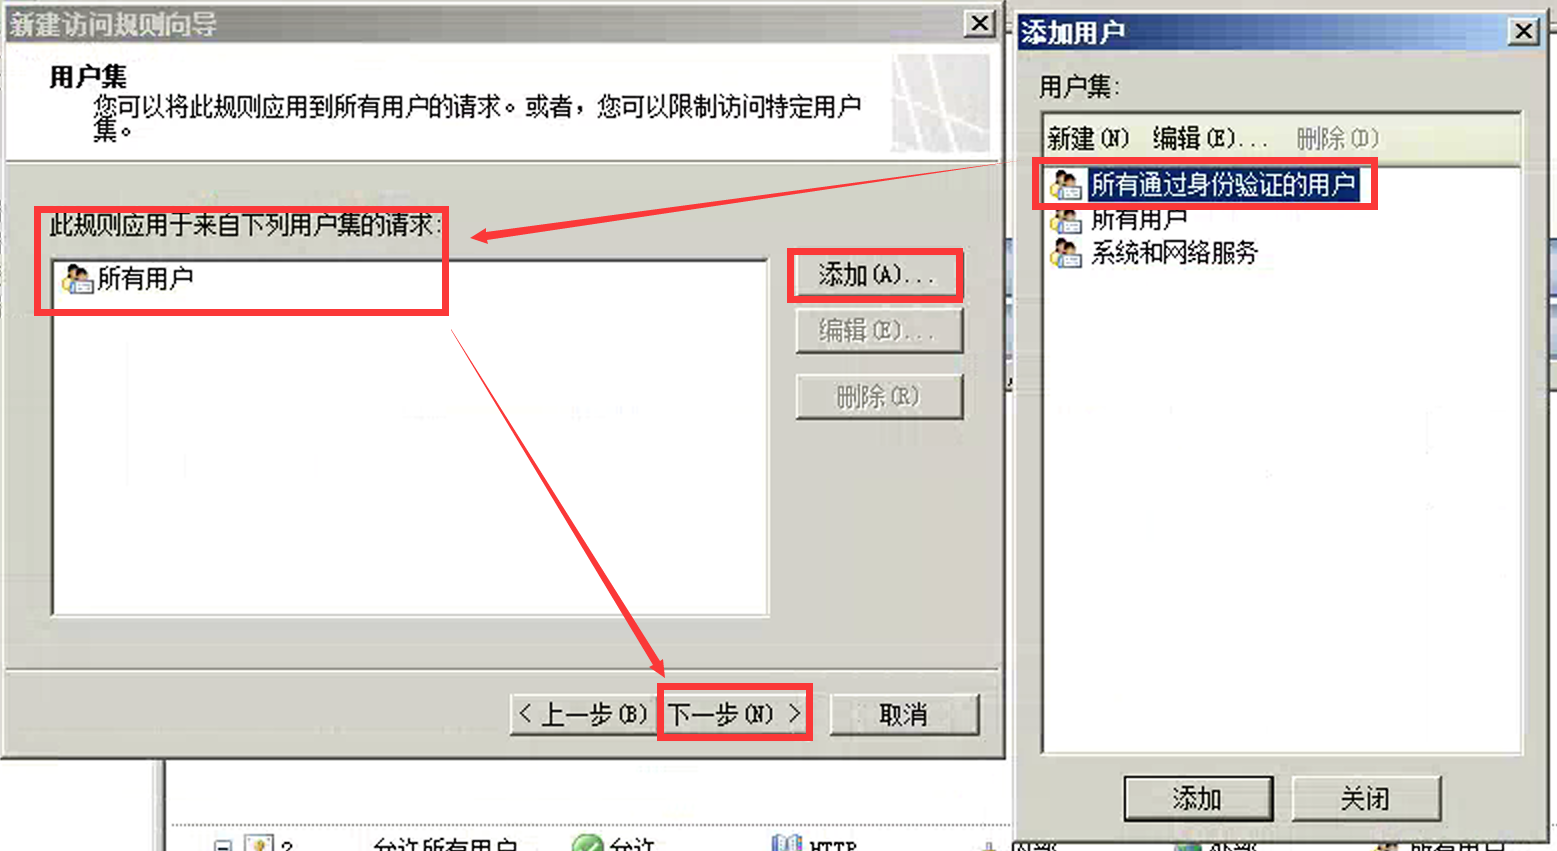 新建访问规则向导
用户集
您可以将此规则应用到所有用户的请求。或者，您可以限制访问特定用户
集。
此规则应用于来自下列用户集的请求:
所有用户
添加(A)...
编辑(E)...
删除(R)
< 上一步(B)
下一步(N) >
取消
添加用户
用户集:
新建(N) 编辑(E)... 删除(D)
所有通过身份验证的用户
所有用户
系统和网络服务
添加
关闭
2 允许所有用户 允许 HTTP 内部 外部 所有用户